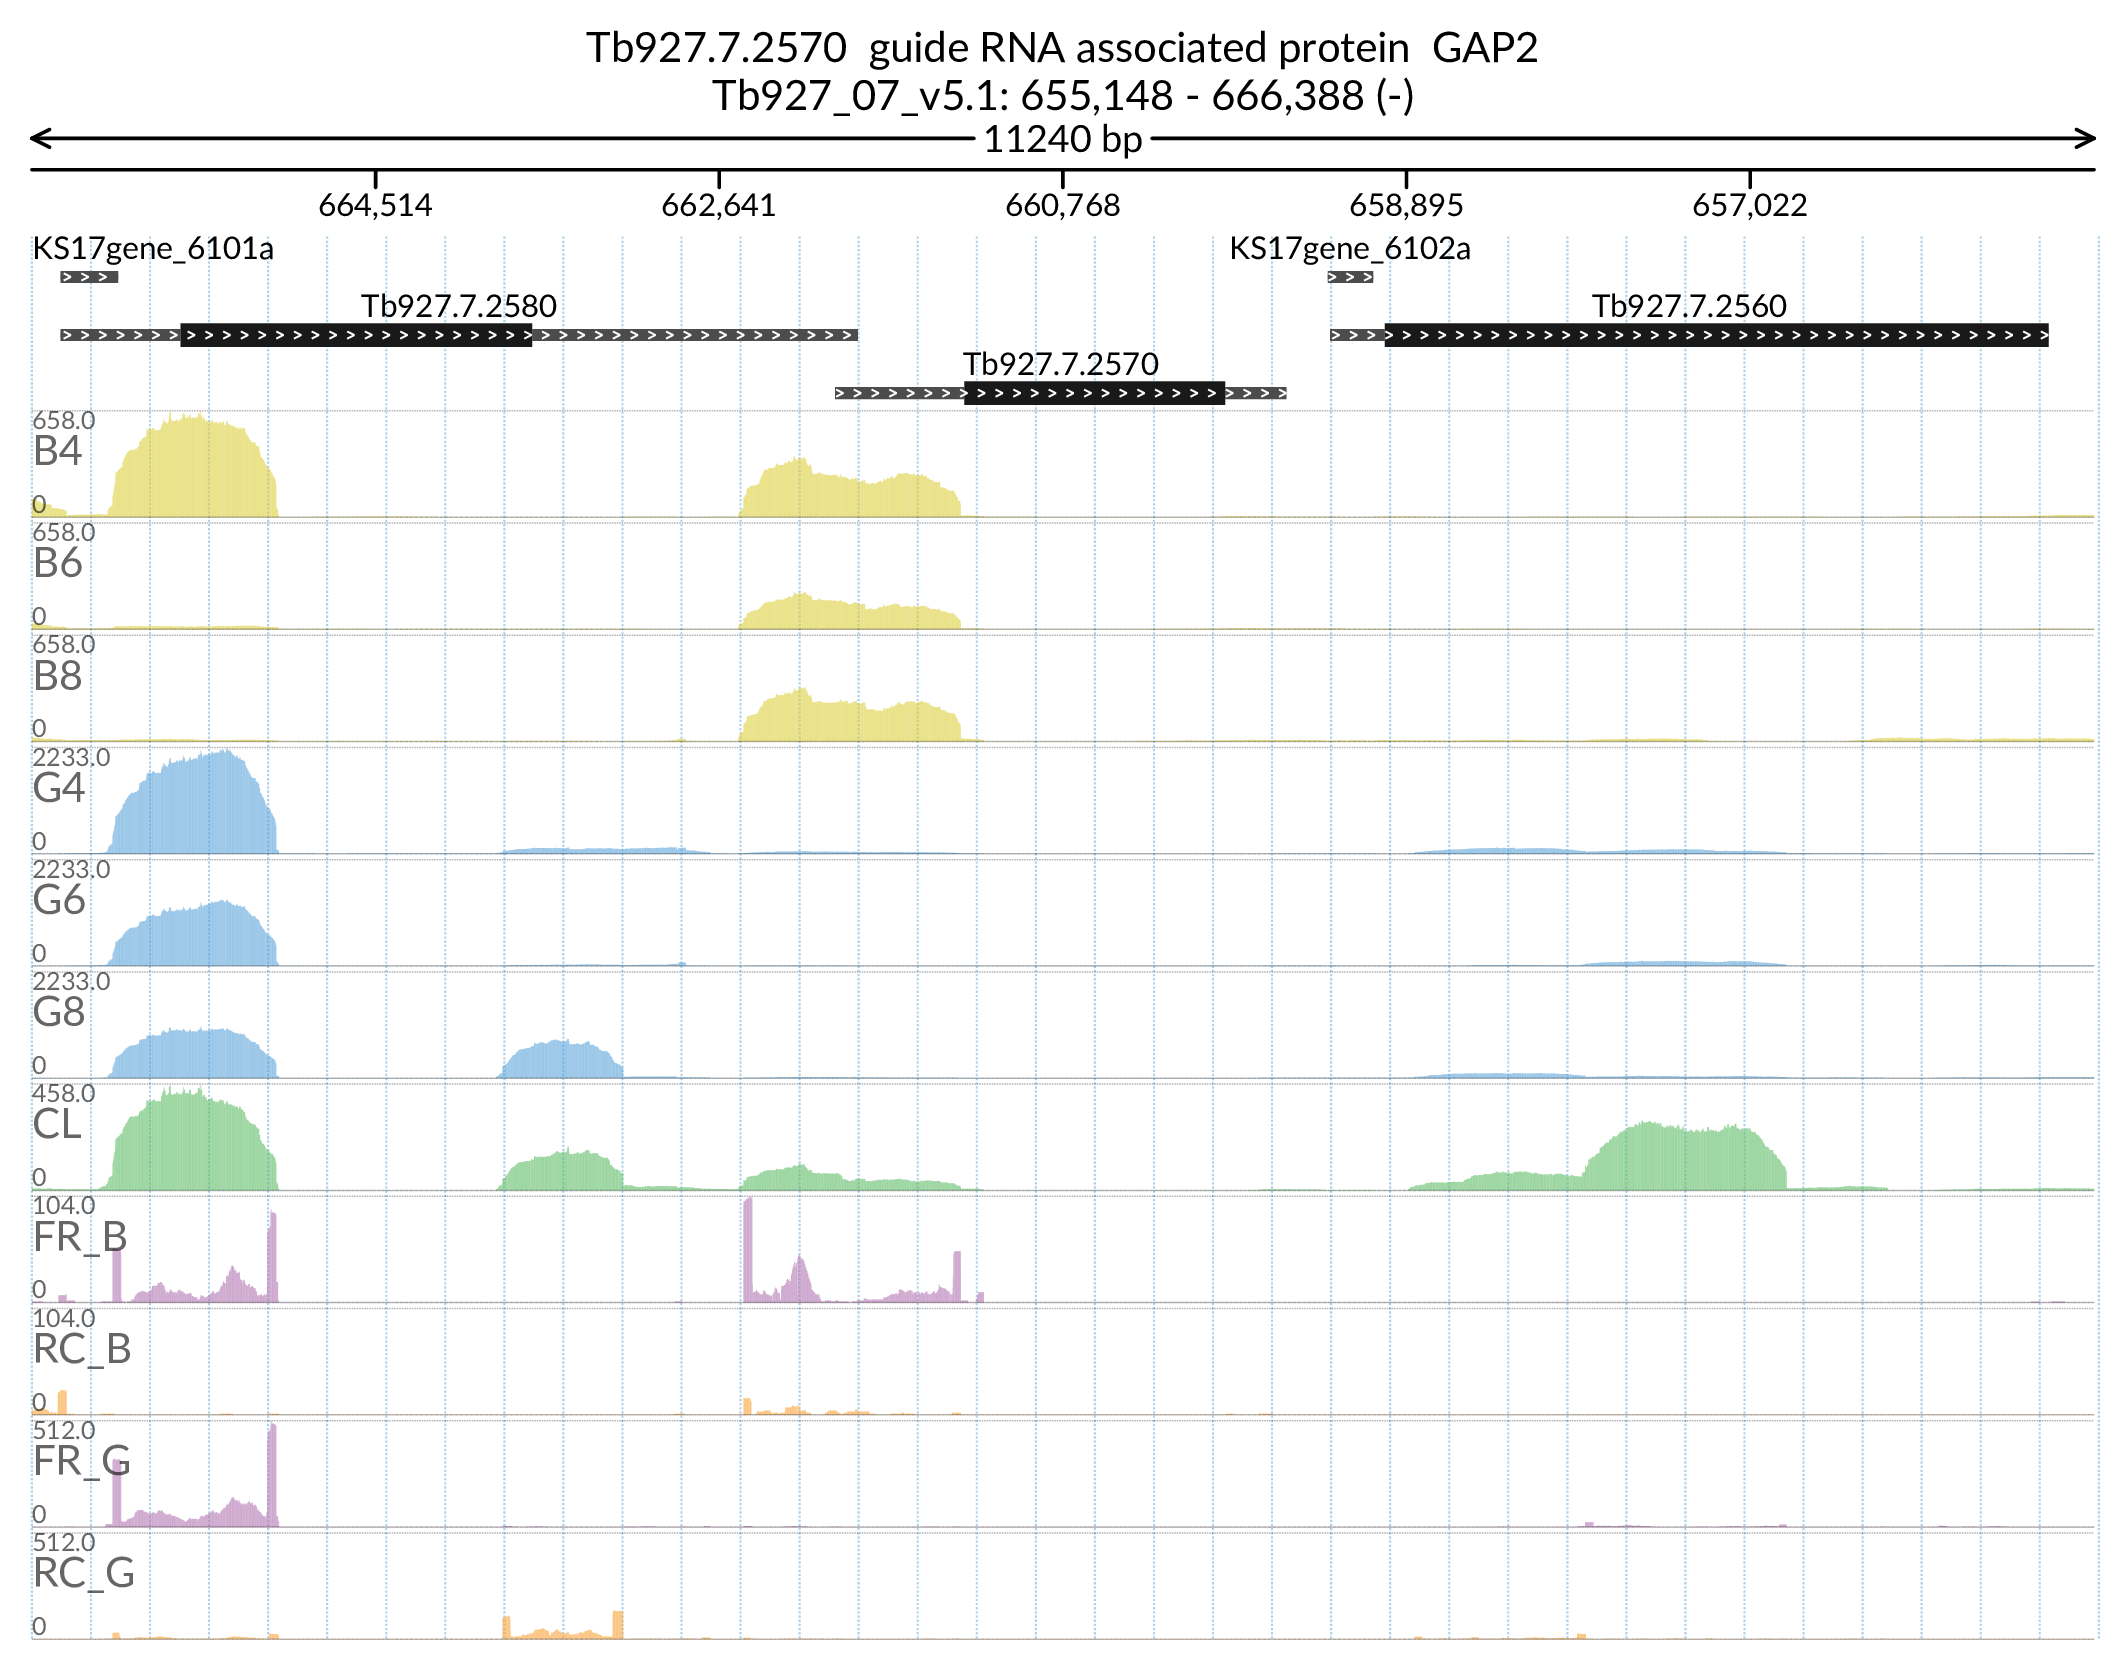 Tb927.7.2570  guide RNA associated protein  GAP2
Tb927_07_v5.1: 655,148 - 666,388 (-)
11240 bp
664,514 662,641 660,768 658,895 657,022
KS17gene_6101a KS17gene_6102a
Tb927.7.2580 Tb927.7.2560
Tb927.7.2570
658.0
B4
0
658.0
B6
0
658.0
B8
0
2233.0
G4
0
2233.0
G6
0
2233.0
G8
0
458.0
CL
0
104.0
FR_B
0
104.0
RC_B
0
512.0
FR_G
0
512.0
RC_G
0